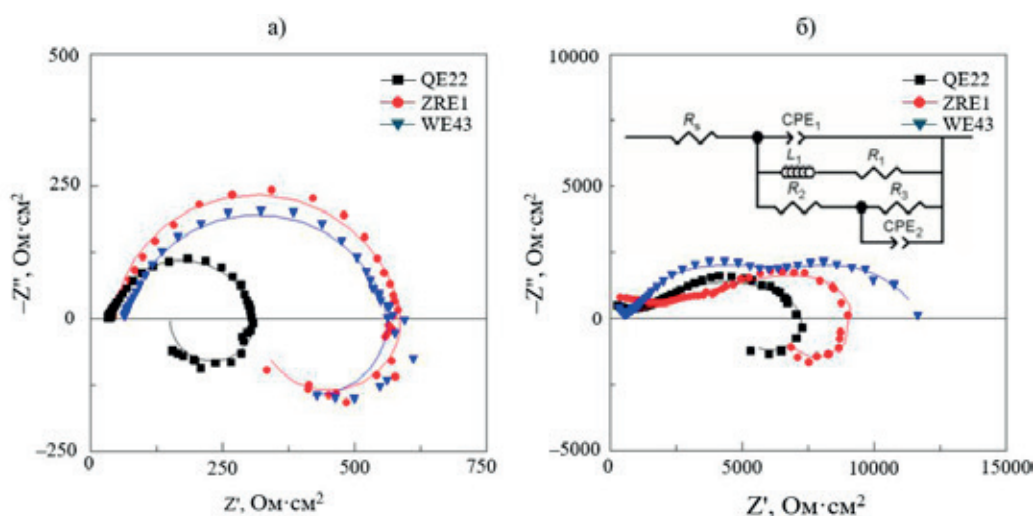 а)
500
250
0
−250
0
250
500
750
−Z'', Ом·см²
Z', Ом·см²
QE22
ZRE1
WE43
б)
10000
5000
0
−5000
0
5000
10000
15000
−Z'', Ом·см²
Z', Ом·см²
QE22
ZRE1
WE43
Rs
CPE₁
L₁
R₁
R₂
R₃
CPE₂